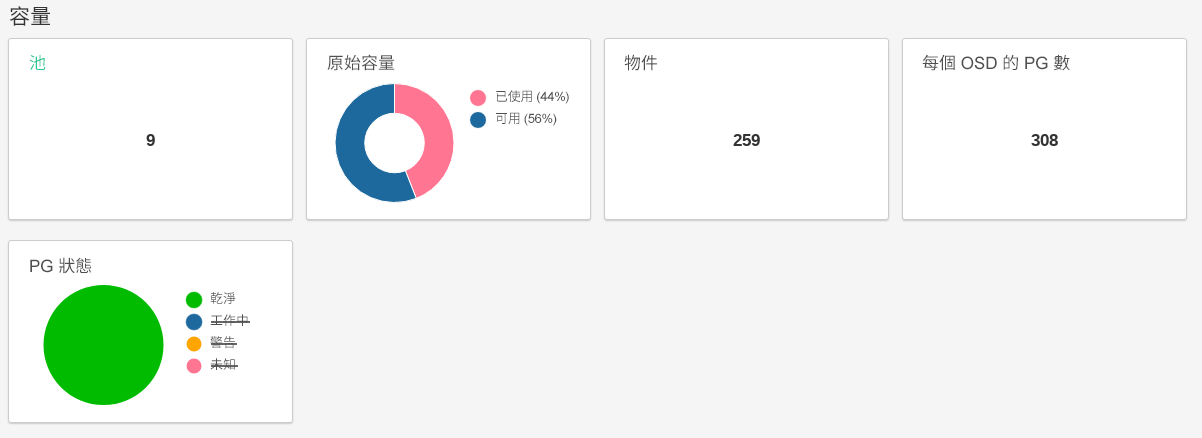 容量
池
9
原始容量
已使用 (44%)
可用 (56%)
物件
259
每個 OSD 的 PG 數
308
PG 狀態
乾淨
工作中
警告
未知